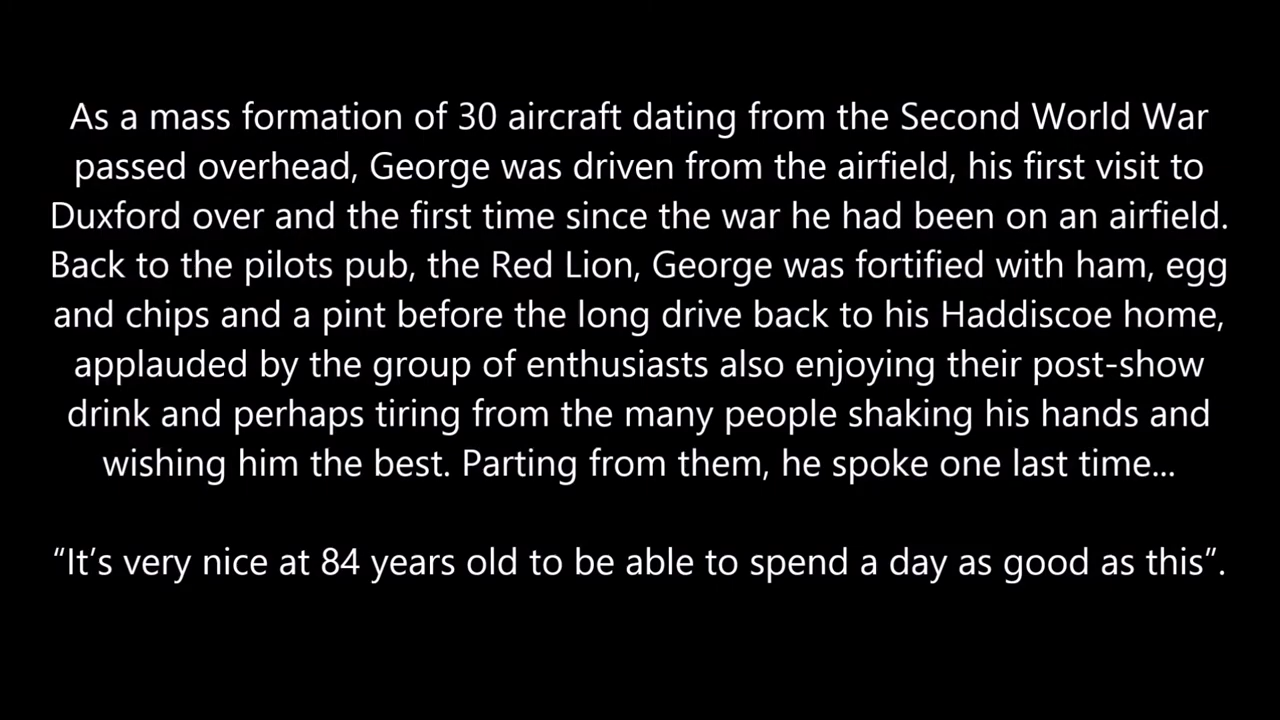 As a mass formation of 30 aircraft dating from the Second World War
passed overhead, George was driven from the airfield, his first visit to
Duxford over and the first time since the war he had been on an airfield.
Back to the pilots pub, the Red Lion, George was fortified with ham, egg
and chips and a pint before the long drive back to his Haddiscoe home,
applauded by the group of enthusiasts also enjoying their post-show
drink and perhaps tiring from the many people shaking his hands and
wishing him the best. Parting from them, he spoke one last time...
“It’s very nice at 84 years old to be able to spend a day as good as this”.